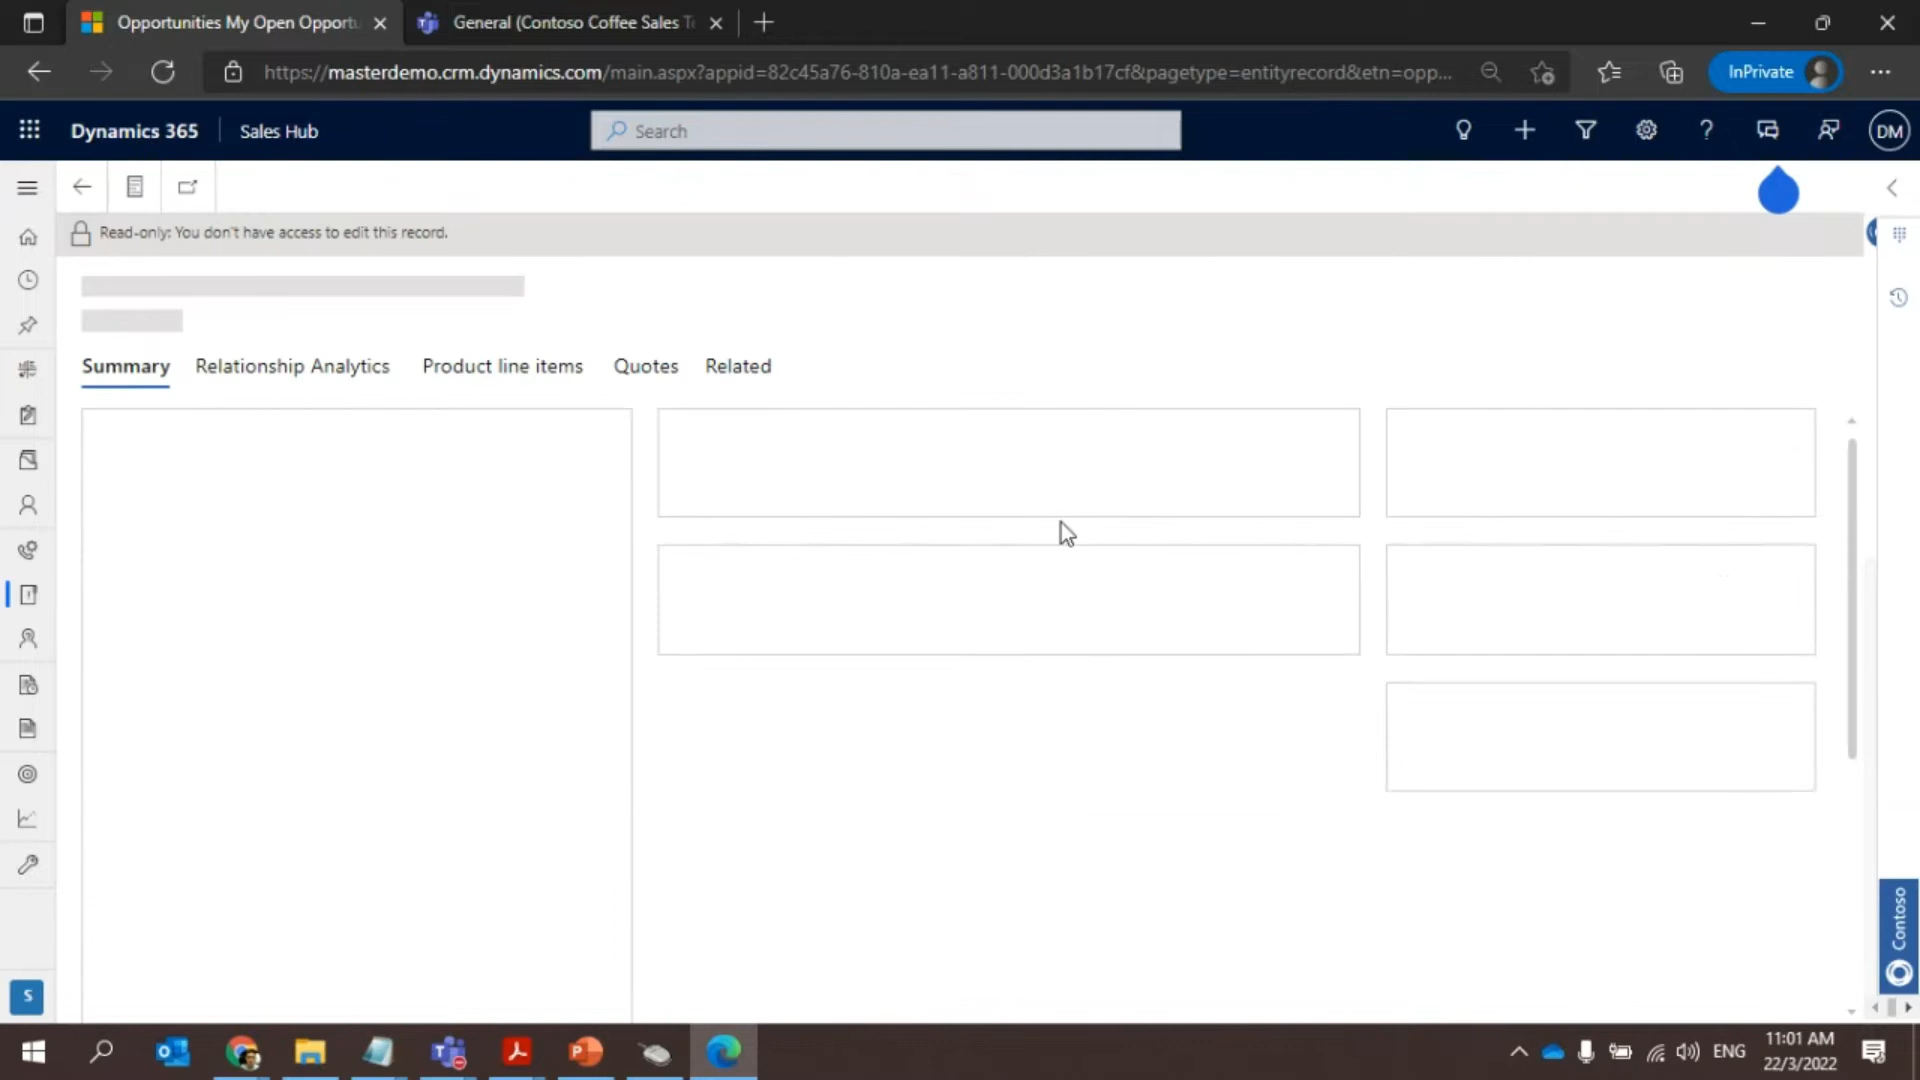 Opportunities My Open Opportu
General (Contoso Coffee Sales Te
https://masterdemo.crm.dynamics.com/main.aspx?appid=82c45a76-810a-ea11-a811-000d3a1b17cf&pagetype=entityrecord&etn=opp...
InPrivate
Dynamics 365
Sales Hub
Search
DM
Read-only: You don't have access to edit this record.
Summary
Relationship Analytics
Product line items
Quotes
Related
Contoso
S
ENG
11:01 AM
22/3/2022